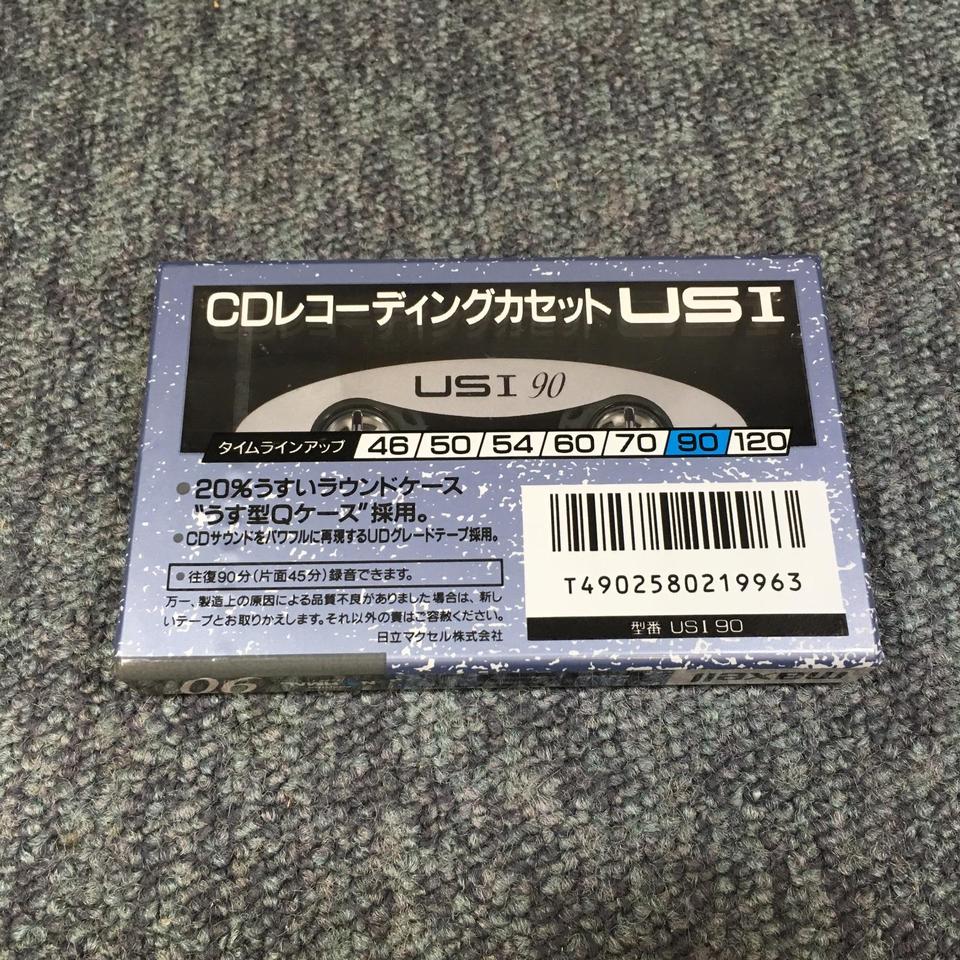 CDレコーディングカセット USI
USI 90
タイムラインアップ 46 50 54 60 70 90 120
●20%うすいラウンドケース
“うす型Qケース”採用。
●CDサウンドをパワフルに再現するUDグレードテープ採用。
●往復90分(片面45分)録音できます。
万一、製造上の原因による品質不良がありました場合は、新し
いテープとお取りかえします。それ以外の責はご容赦ください。
日立マクセル株式会社
T4902580219963
型番 USI 90
90
maxell